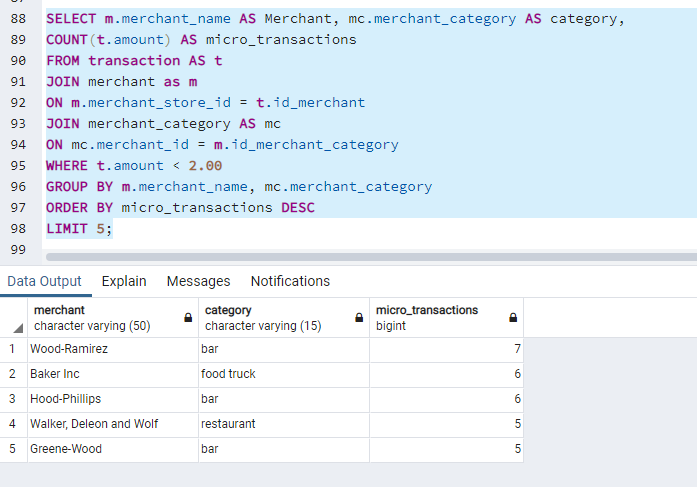 88 SELECT m.merchant_name AS Merchant, mc.merchant_category AS category,
89 COUNT(t.amount) AS micro_transactions
90 FROM transaction AS t
91 JOIN merchant as m
92 ON m.merchant_store_id = t.id_merchant
93 JOIN merchant_category AS mc
94 ON mc.merchant_id = m.id_merchant_category
95 WHERE t.amount < 2.00
96 GROUP BY m.merchant_name, mc.merchant_category
97 ORDER BY micro_transactions DESC
98 LIMIT 5;
99
Data Output Explain Messages Notifications
merchant category micro_transactions
character varying (50) character varying (15) bigint
1 Wood-Ramirez bar 7
2 Baker Inc food truck 6
3 Hood-Phillips bar 6
4 Walker, Deleon and Wolf restaurant 5
5 Greene-Wood bar 5